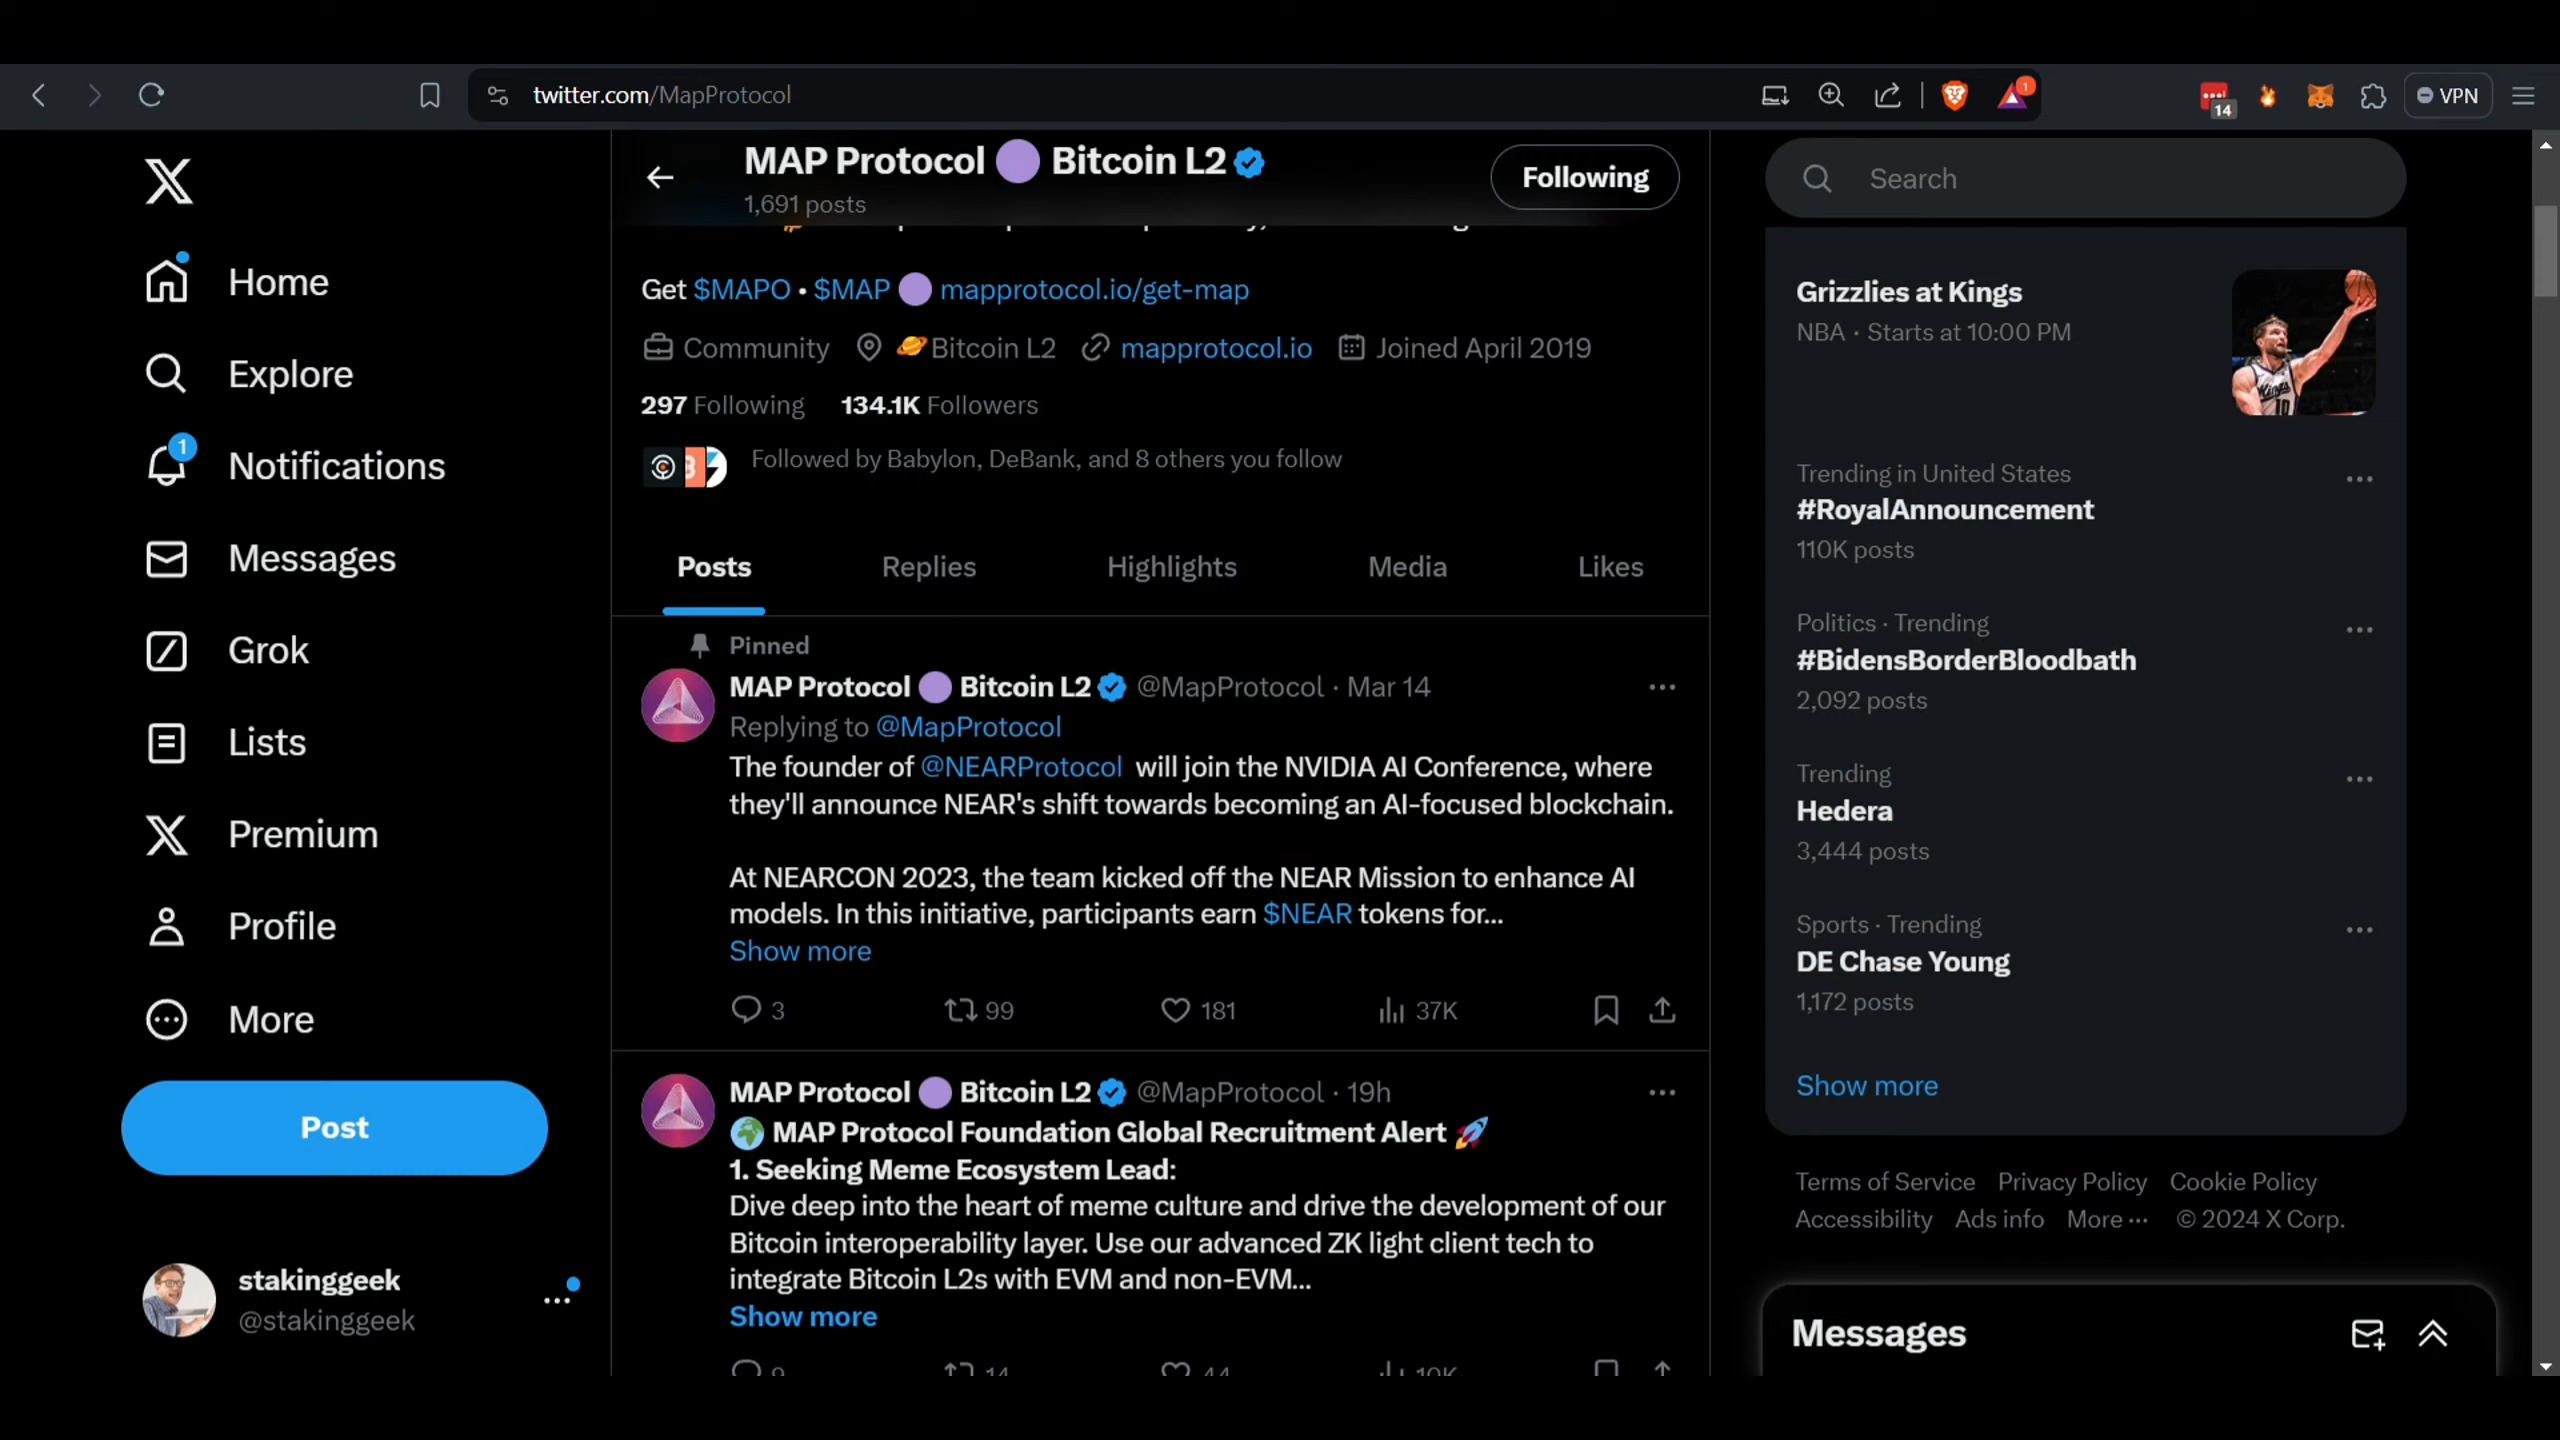 twitter.com/MapProtocol
1
14
VPN
Home
Explore
1
Notifications
Messages
Grok
Lists
Premium
Profile
More
Post
stakinggeek
@stakinggeek
MAP Protocol 🟣 Bitcoin L2
1,691 posts
Following
Get $MAPO • $MAP 🟣 mapprotocol.io/get-map
Community 🪐Bitcoin L2 mapprotocol.io Joined April 2019
297 Following 134.1K Followers
Followed by Babylon, DeBank, and 8 others you follow
Posts Replies Highlights Media Likes
Pinned
MAP Protocol 🟣 Bitcoin L2 @MapProtocol · Mar 14
Replying to @MapProtocol
The founder of @NEARProtocol will join the NVIDIA AI Conference, where
they'll announce NEAR's shift towards becoming an AI-focused blockchain.
At NEARCON 2023, the team kicked off the NEAR Mission to enhance AI
models. In this initiative, participants earn $NEAR tokens for...
Show more
3 99 181 37K
MAP Protocol 🟣 Bitcoin L2 @MapProtocol · 19h
🌍 MAP Protocol Foundation Global Recruitment Alert 🚀
1. Seeking Meme Ecosystem Lead:
Dive deep into the heart of meme culture and drive the development of our
Bitcoin interoperability layer. Use our advanced ZK light client tech to
integrate Bitcoin L2s with EVM and non-EVM...
Show more
Search
Grizzlies at Kings
NBA · Starts at 10:00 PM
Trending in United States
#RoyalAnnouncement
110K posts
Politics · Trending
#BidensBorderBloodbath
2,092 posts
Trending
Hedera
3,444 posts
Sports · Trending
DE Chase Young
1,172 posts
Show more
Terms of Service Privacy Policy Cookie Policy
Accessibility Ads info More ··· © 2024 X Corp.
Messages